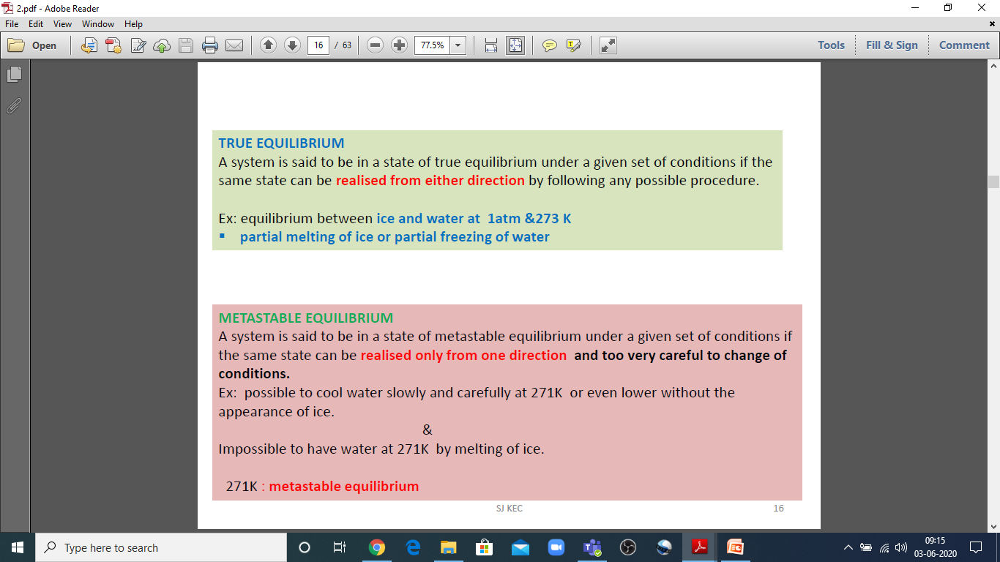 2.pdf - Adobe Reader
File Edit View Window Help
Open 16 / 63 77.5% Tools Fill & Sign Comment
TRUE EQUILIBRIUM
A system is said to be in a state of true equilibrium under a given set of conditions if the
same state can be realised from either direction by following any possible procedure.
Ex: equilibrium between ice and water at 1atm &273 K
▪ partial melting of ice or partial freezing of water
METASTABLE EQUILIBRIUM
A system is said to be in a state of metastable equilibrium under a given set of conditions if
the same state can be realised only from one direction and too very careful to change of
conditions.
Ex: possible to cool water slowly and carefully at 271K or even lower without the
appearance of ice.
&
Impossible to have water at 271K by melting of ice.
271K : metastable equilibrium
SJ KEC 16
Type here to search
09:15
03-06-2020